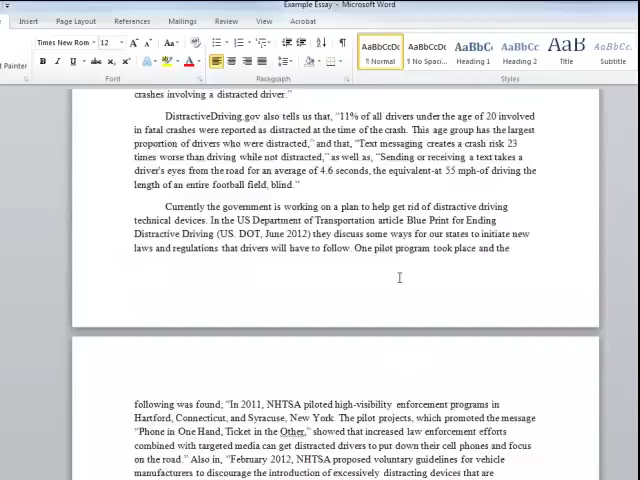 Example Essay - Microsoft Word
Insert Page Layout References Mailings Review View Acrobat
Times New Rom 12
Painter
Font Paragraph Styles
AaBbCcDc AaBbCcDc AaBbC AaBbCc AaB AaBbCc.
¶ Normal ¶ No Spaci... Heading 1 Heading 2 Title Subtitle
crashes involving a distracted driver.”
DistractiveDriving.gov also tells us that, “11% of all drivers under the age of 20 involved
in fatal crashes were reported as distracted at the time of the crash. This age group has the largest
proportion of drivers who were distracted,” and that, “Text messaging creates a crash risk 23
times worse than driving while not distracted,” as well as, “Sending or receiving a text takes a
driver's eyes from the road for an average of 4.6 seconds, the equivalent-at 55 mph-of driving the
length of an entire football field, blind.”
Currently the government is working on a plan to help get rid of distractive driving
technical devices. In the US Department of Transportation article Blue Print for Ending
Distractive Driving (US. DOT, June 2012) they discuss some ways for our states to initiate new
laws and regulations that drivers will have to follow. One pilot program took place and the
following was found; “In 2011, NHTSA piloted high-visibility enforcement programs in
Hartford, Connecticut, and Syracuse, New York. The pilot projects, which promoted the message
“Phone in One Hand, Ticket in the Other,” showed that increased law enforcement efforts
combined with targeted media can get distracted drivers to put down their cell phones and focus
on the road.” Also in, “February 2012, NHTSA proposed voluntary guidelines for vehicle
manufacturers to discourage the introduction of excessively distracting devices that are